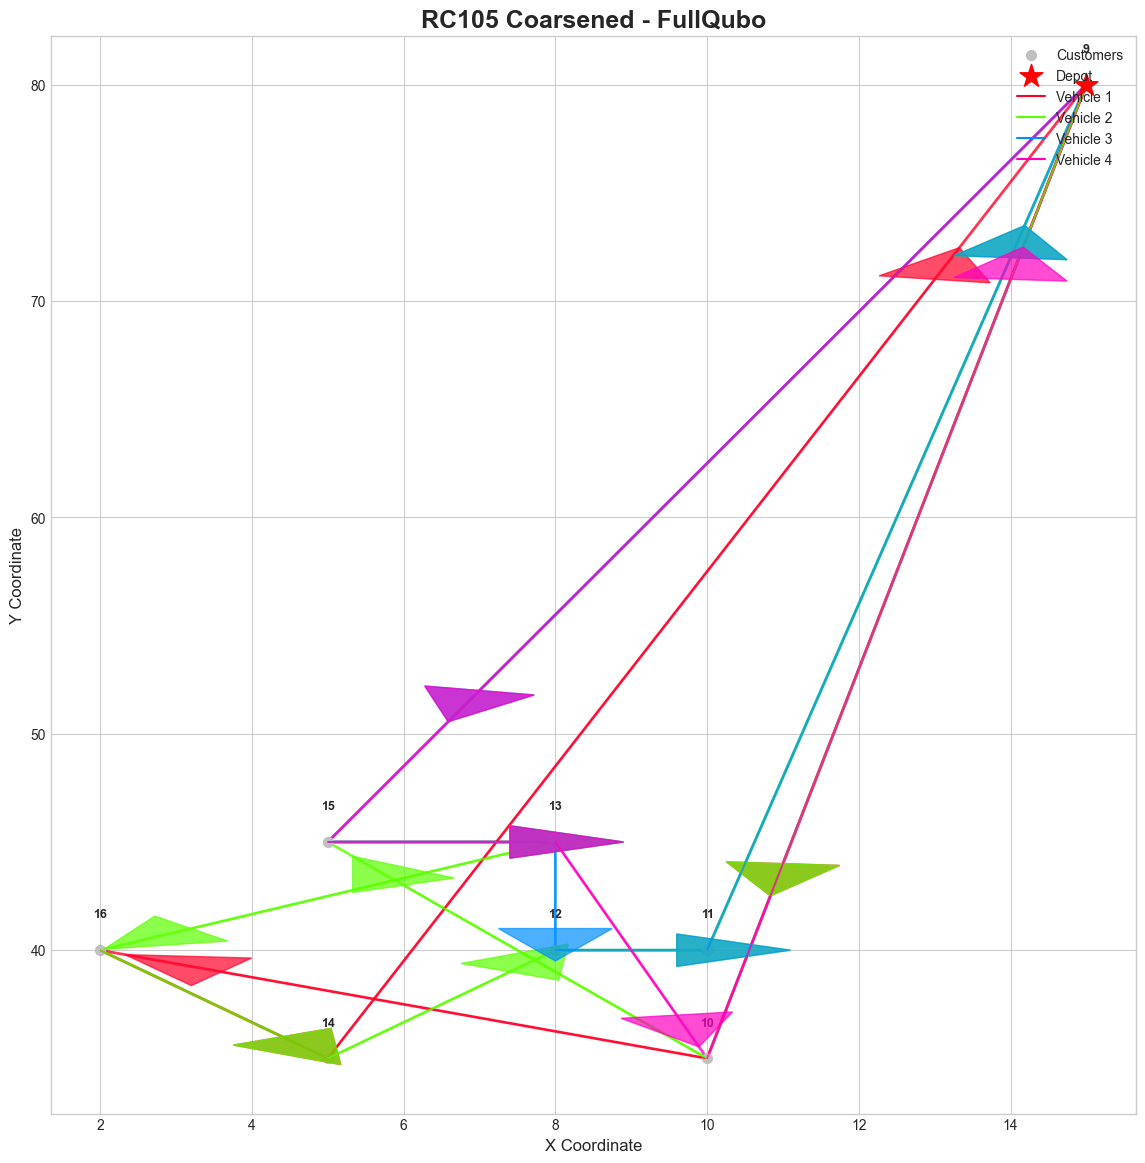 RC105 Coarsened - FullQubo
9
Customers
Depot
Vehicle 1
Vehicle 2
Vehicle 3
Vehicle 4
80
70
60
50
40
15
13
16
12
11
14
10
2
4
6
8
10
12
14
X Coordinate
Y Coordinate